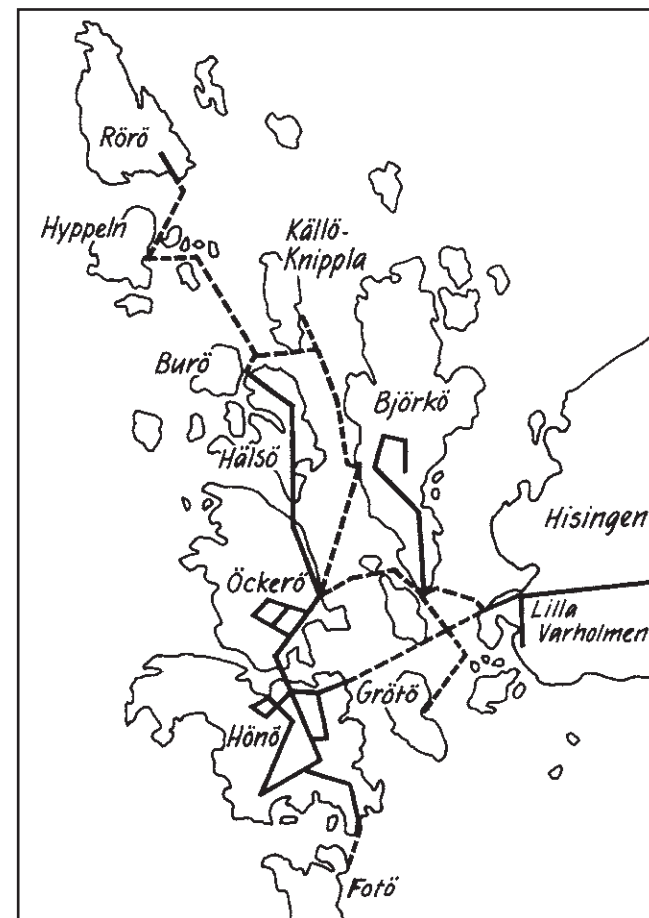 Rörö
Hyppeln
Källö-
Knippla
Burö
Björkö
Hälsö
Hisingen
Öckerö
Lilla
Varholmen
Grötö
Hönö
Fotö